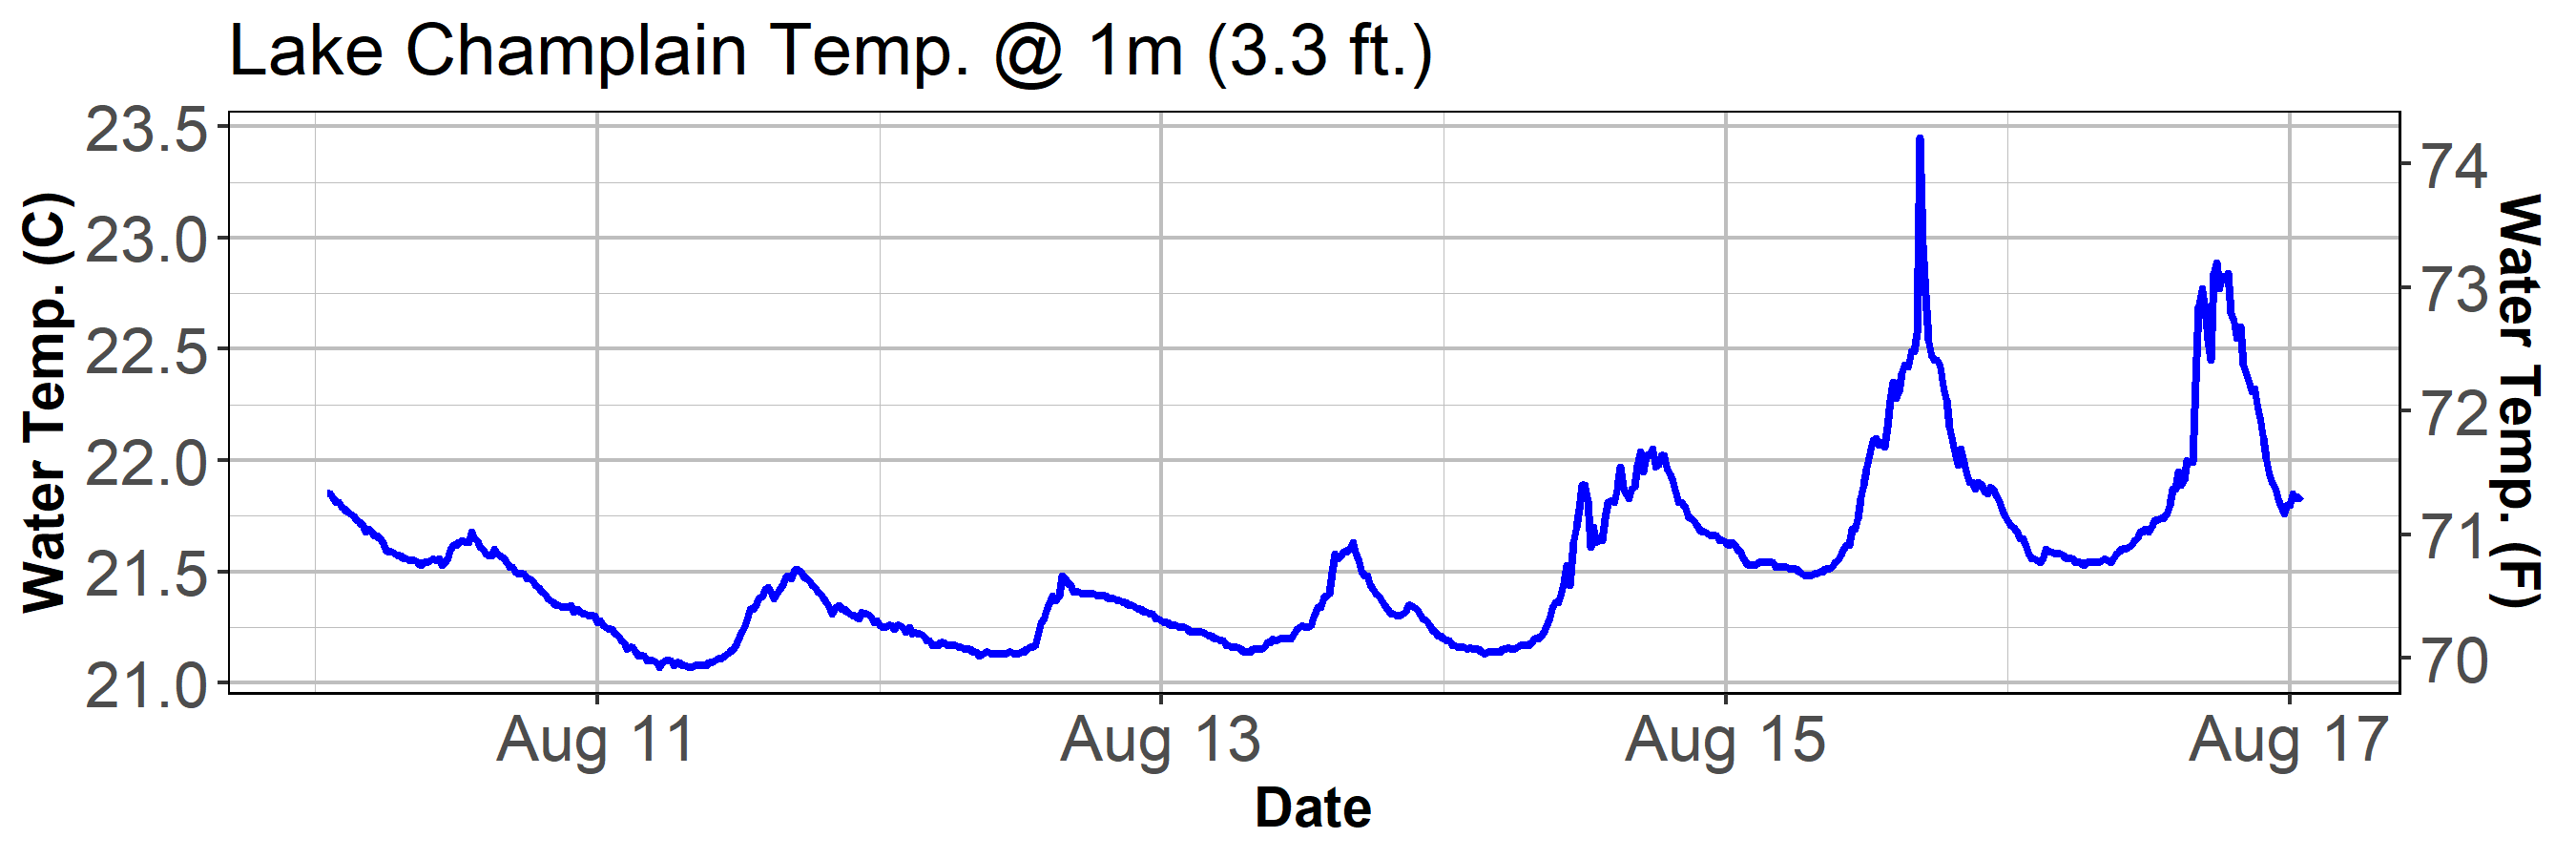 Lake Champlain Temp. @ 1m (3.3 ft.)
Water Temp. (C)
23.5
23.0
22.5
22.0
21.5
21.0
74
73
72
71
70
Water Temp. (F)
Aug 11 Aug 13 Aug 15 Aug 17
Date